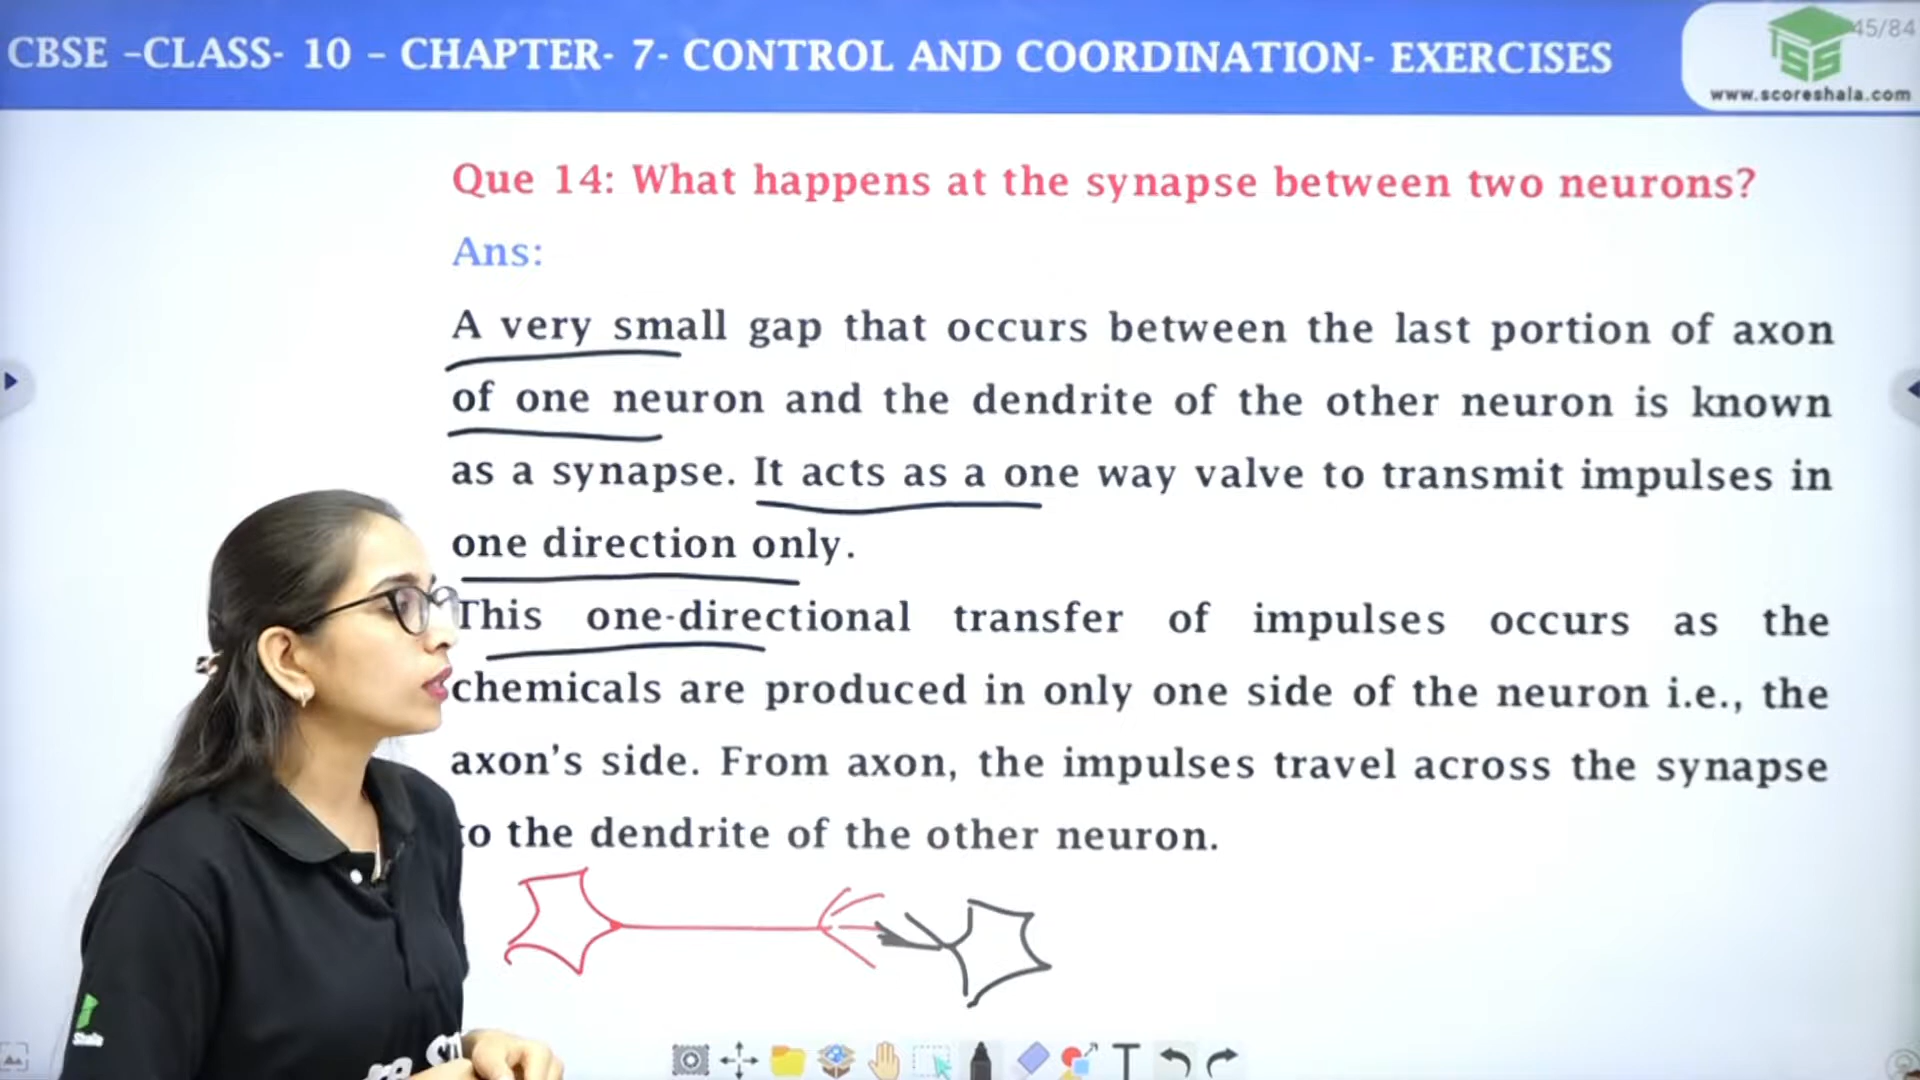 CBSE –CLASS- 10 – CHAPTER- 7- CONTROL AND COORDINATION- EXERCISES
45/84
www.scoreshala.com
Que 14: What happens at the synapse between two neurons?
Ans:
A very small gap that occurs between the last portion of axon
of one neuron and the dendrite of the other neuron is known
as a synapse. It acts as a one way valve to transmit impulses in
one direction only.
This one-directional transfer of impulses occurs as the
chemicals are produced in only one side of the neuron i.e., the
axon's side. From axon, the impulses travel across the synapse
to the dendrite of the other neuron.
Shala
T